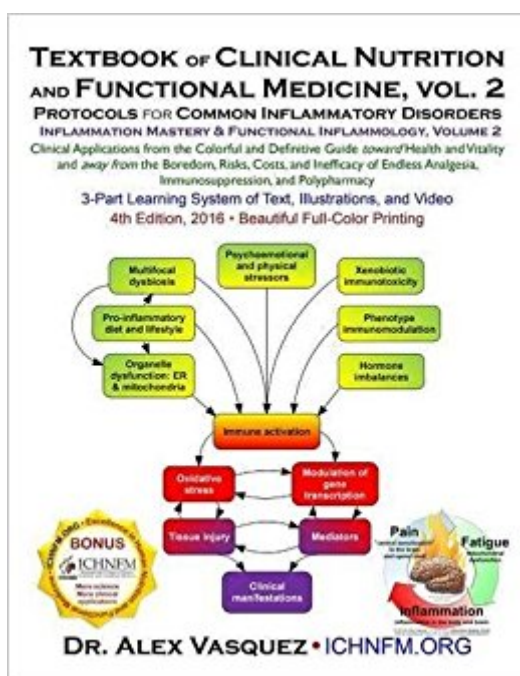 TEXTBOOK OF CLINICAL NUTRITION
AND FUNCTIONAL MEDICINE, VOL. 2
PROTOCOLS FOR COMMON INFLAMMATORY DISORDERS
INFLAMMATION MASTERY & FUNCTIONAL INFLAMMOLOGY, VOLUME 2
Clinical Applications from the Colorful and Definitive Guide toward Health and Vitality
and away from the Boredom, Risks, Costs, and Inefficacy of Endless Analgesia,
Immunosuppression, and Polypharmacy
3-Part Learning System of Text, Illustrations, and Video
4th Edition, 2016 • Beautiful Full-Color Printing
Multifocal
dysbiosis
Psychoemotional
and physical
stressors
Xenobiotic
immunotoxicity
Pro-inflammatory
diet and lifestyle
Phenotype
immunomodulation
Organelle
dysfunction: ER
& mitochondria
Hormone
imbalances
Immune activation
Oxidative
stress
Modulation of
gene
transcription
Tissue injury
Mediators
Clinical
manifestations
BONUS
ICHNFM
More science
More clinical
applications
Pain
Fatigue
Inflammation
DR. ALEX VASQUEZ • ICHNFM.ORG